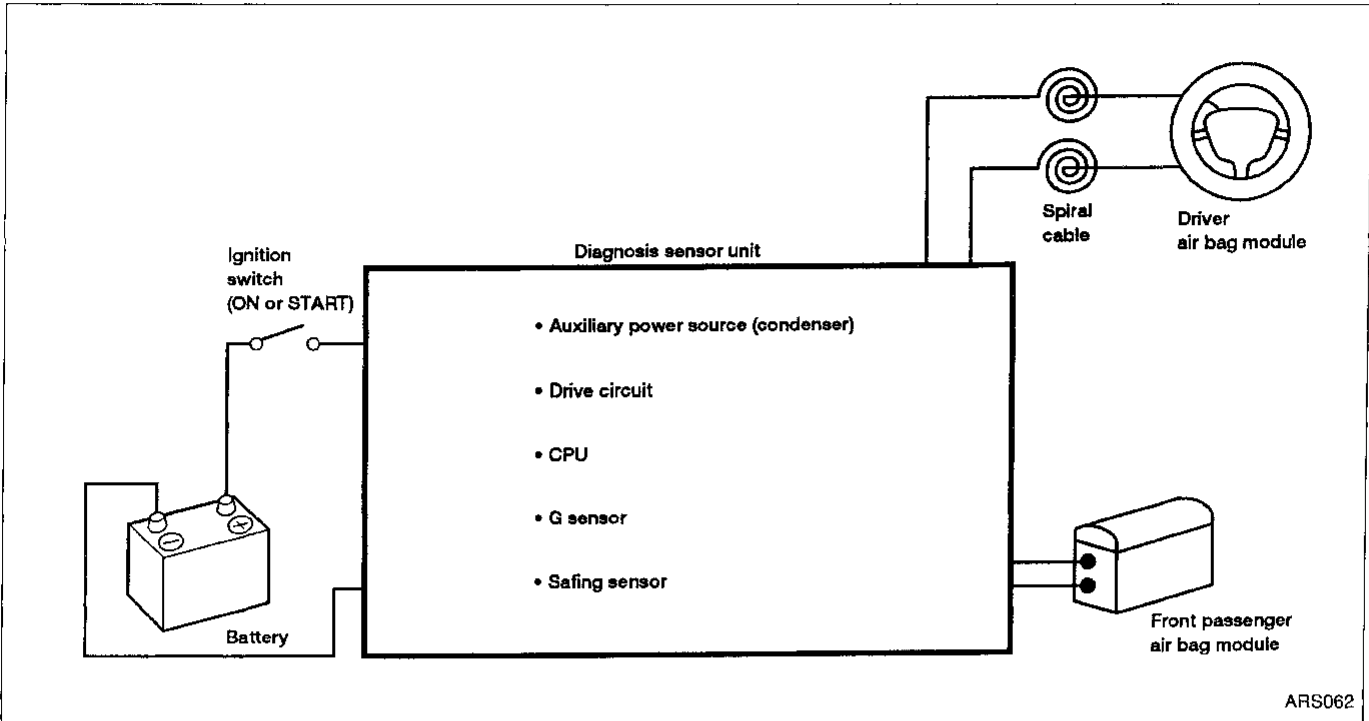 Spiral
cable
Driver
air bag module
Diagnosis sensor unit
Ignition
switch
(ON or START)
• Auxiliary power source (condenser)
• Drive circuit
• CPU
• G sensor
• Safing sensor
− +
Battery
Front passenger
air bag module
ARS062